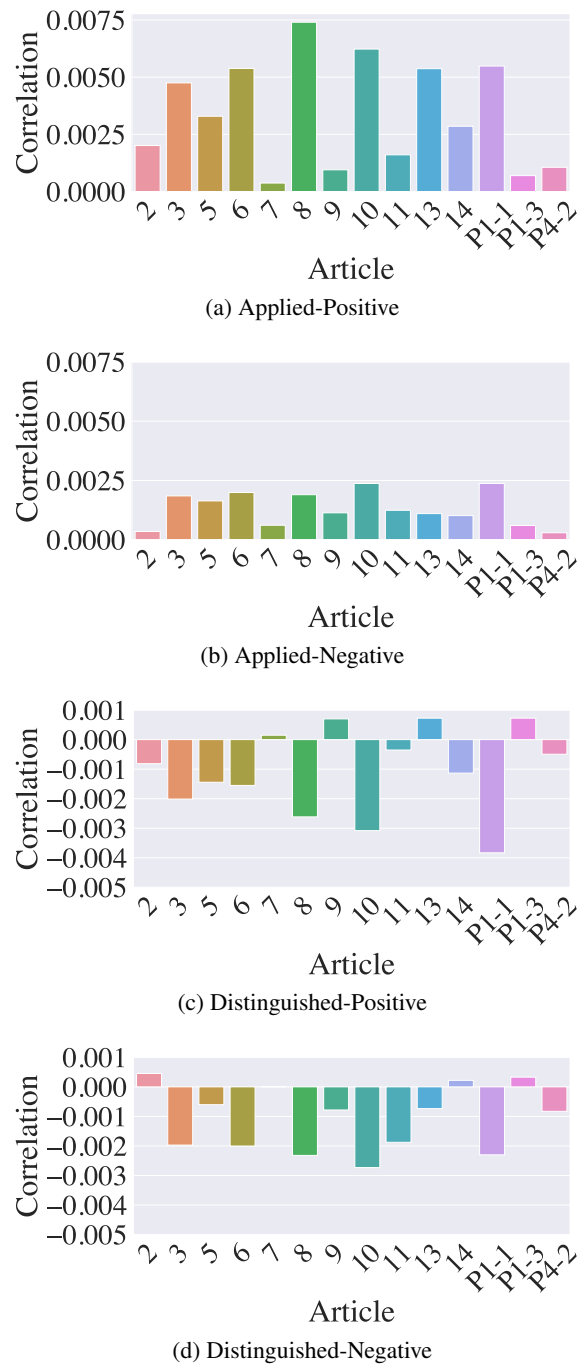 0.0075
0.0050
0.0025
0.0000
Correlation
2 3 5 6 7 8 9 10 11 13 14 P1-1 P1-3 P4-2
Article
(a) Applied-Positive
0.0075
0.0050
0.0025
0.0000
Correlation
2 3 5 6 7 8 9 10 11 13 14 P1-1 P1-3 P4-2
Article
(b) Applied-Negative
0.001
0.000
−0.001
−0.002
−0.003
−0.004
−0.005
Correlation
2 3 5 6 7 8 9 10 11 13 14 P1-1 P1-3 P4-2
Article
(c) Distinguished-Positive
0.001
0.000
−0.001
−0.002
−0.003
−0.004
−0.005
Correlation
2 3 5 6 7 8 9 10 11 13 14 P1-1 P1-3 P4-2
Article
(d) Distinguished-Negative